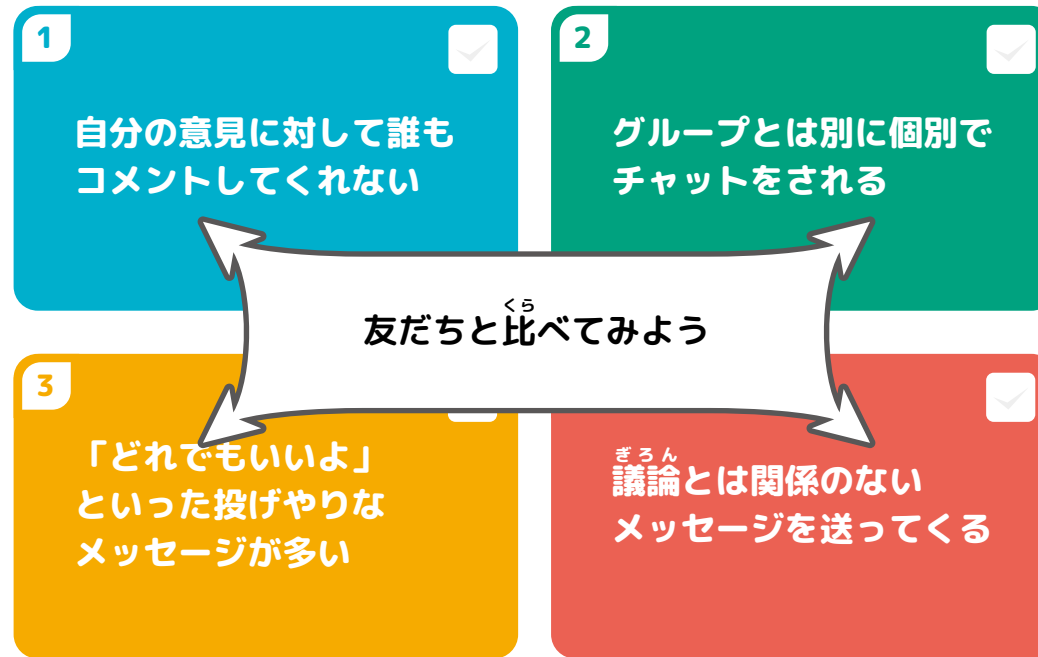 1
自分の意見に対して誰も
コメントしてくれない
2
グループとは別に個別で
チャットをされる
くら
友だちと比べてみよう
3
「どれでもいいよ」
といった投げやりな
メッセージが多い
ぎろん
議論とは関係のない
メッセージを送ってくる